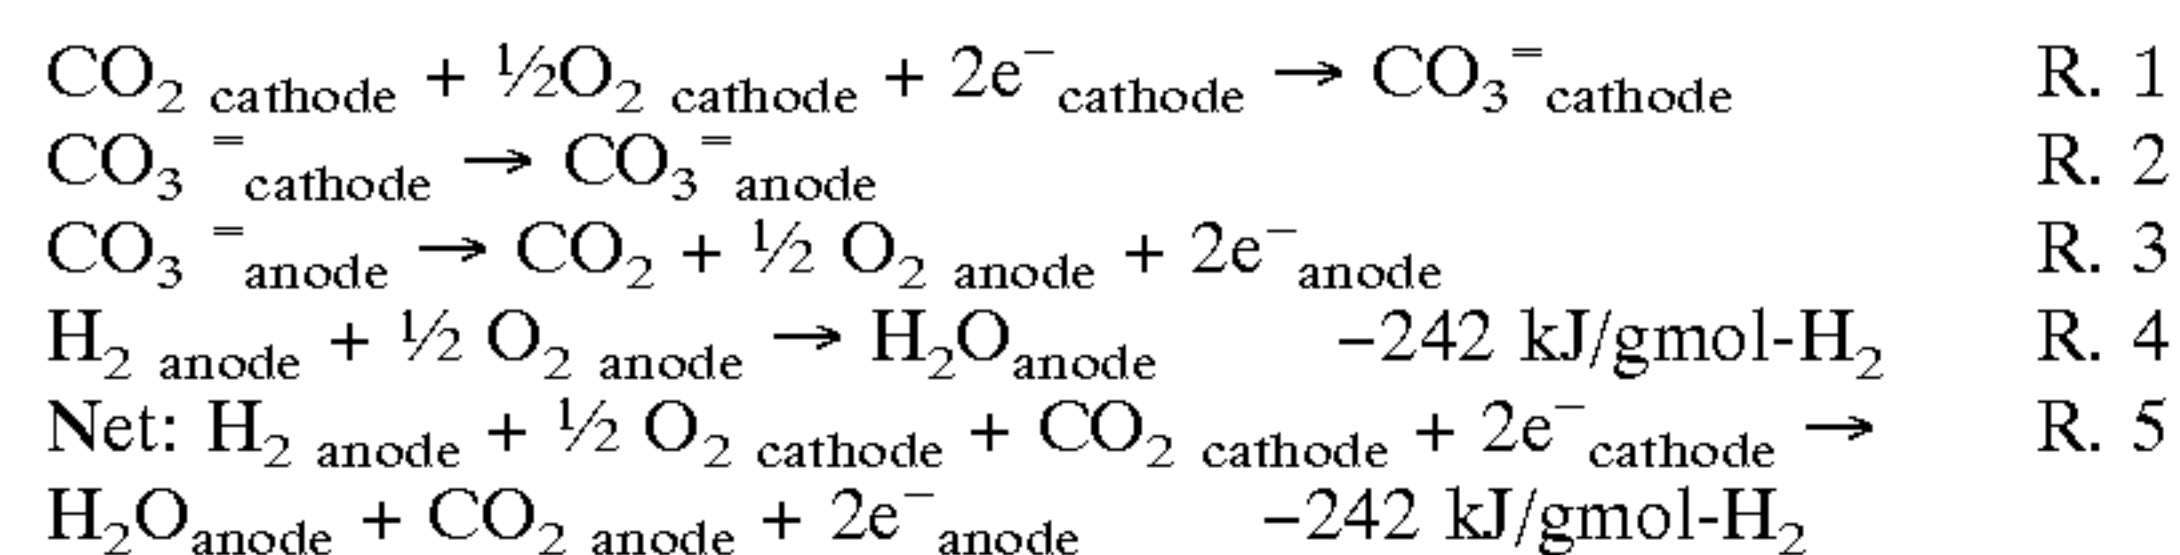 CO₂ cathode + ½O₂ cathode + 2e⁻cathode → CO₃⁼cathode R. 1
CO₃ ⁼cathode → CO₃⁼anode R. 2
CO₃ ⁼anode → CO₂ + ½ O₂ anode + 2e⁻anode R. 3
H₂ anode + ½ O₂ anode → H₂Oanode −242 kJ/gmol-H₂ R. 4
Net: H₂ anode + ½ O₂ cathode + CO₂ cathode + 2e⁻cathode → R. 5
H₂Oanode + CO₂ anode + 2e⁻anode −242 kJ/gmol-H₂